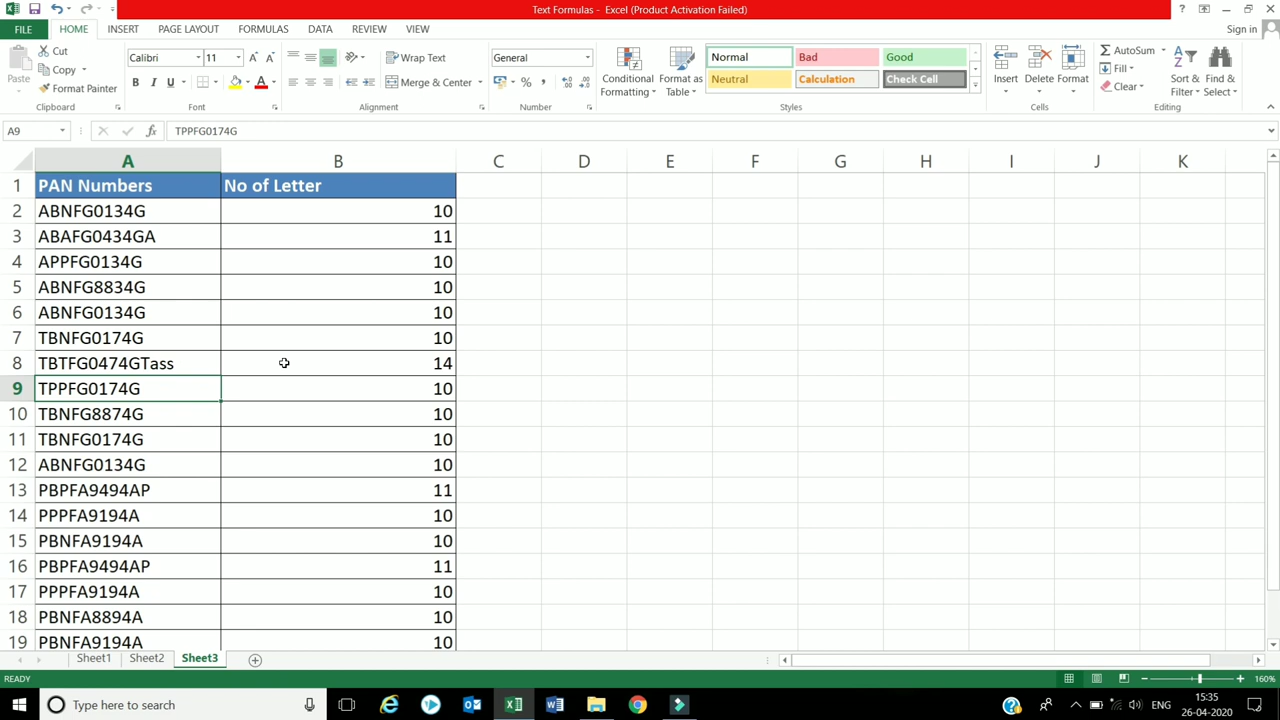 Text Formulas - Excel (Product Activation Failed)
FILE HOME INSERT PAGE LAYOUT FORMULAS DATA REVIEW VIEW Sign in
Paste Cut Copy Format Painter Clipboard
Calibri 11 B I U Font
Wrap Text Merge & Center Alignment
General % , Number
Conditional Formatting Format as Table Normal Bad Good Neutral Calculation Check Cell Styles
Insert Delete Format Cells
AutoSum Fill Clear Sort & Filter Find & Select Editing
A9 fx TPPFG0174G
A B C D E F G H I J K
1 PAN Numbers No of Letter
2 ABNFG0134G 10
3 ABAFG0434GA 11
4 APPFG0134G 10
5 ABNFG8834G 10
6 ABNFG0134G 10
7 TBNFG0174G 10
8 TBTFG0474GTass 14
9 TPPFG0174G 10
10 TBNFG8874G 10
11 TBNFG0174G 10
12 ABNFG0134G 10
13 PBPFA9494AP 11
14 PPPFA9194A 10
15 PBNFA9194A 10
16 PBPFA9494AP 11
17 PPPFA9194A 10
18 PBNFA8894A 10
19 PBNFA9194A 10
Sheet1 Sheet2 Sheet3
READY 160%
Type here to search ENG 15:35
26-04-2020